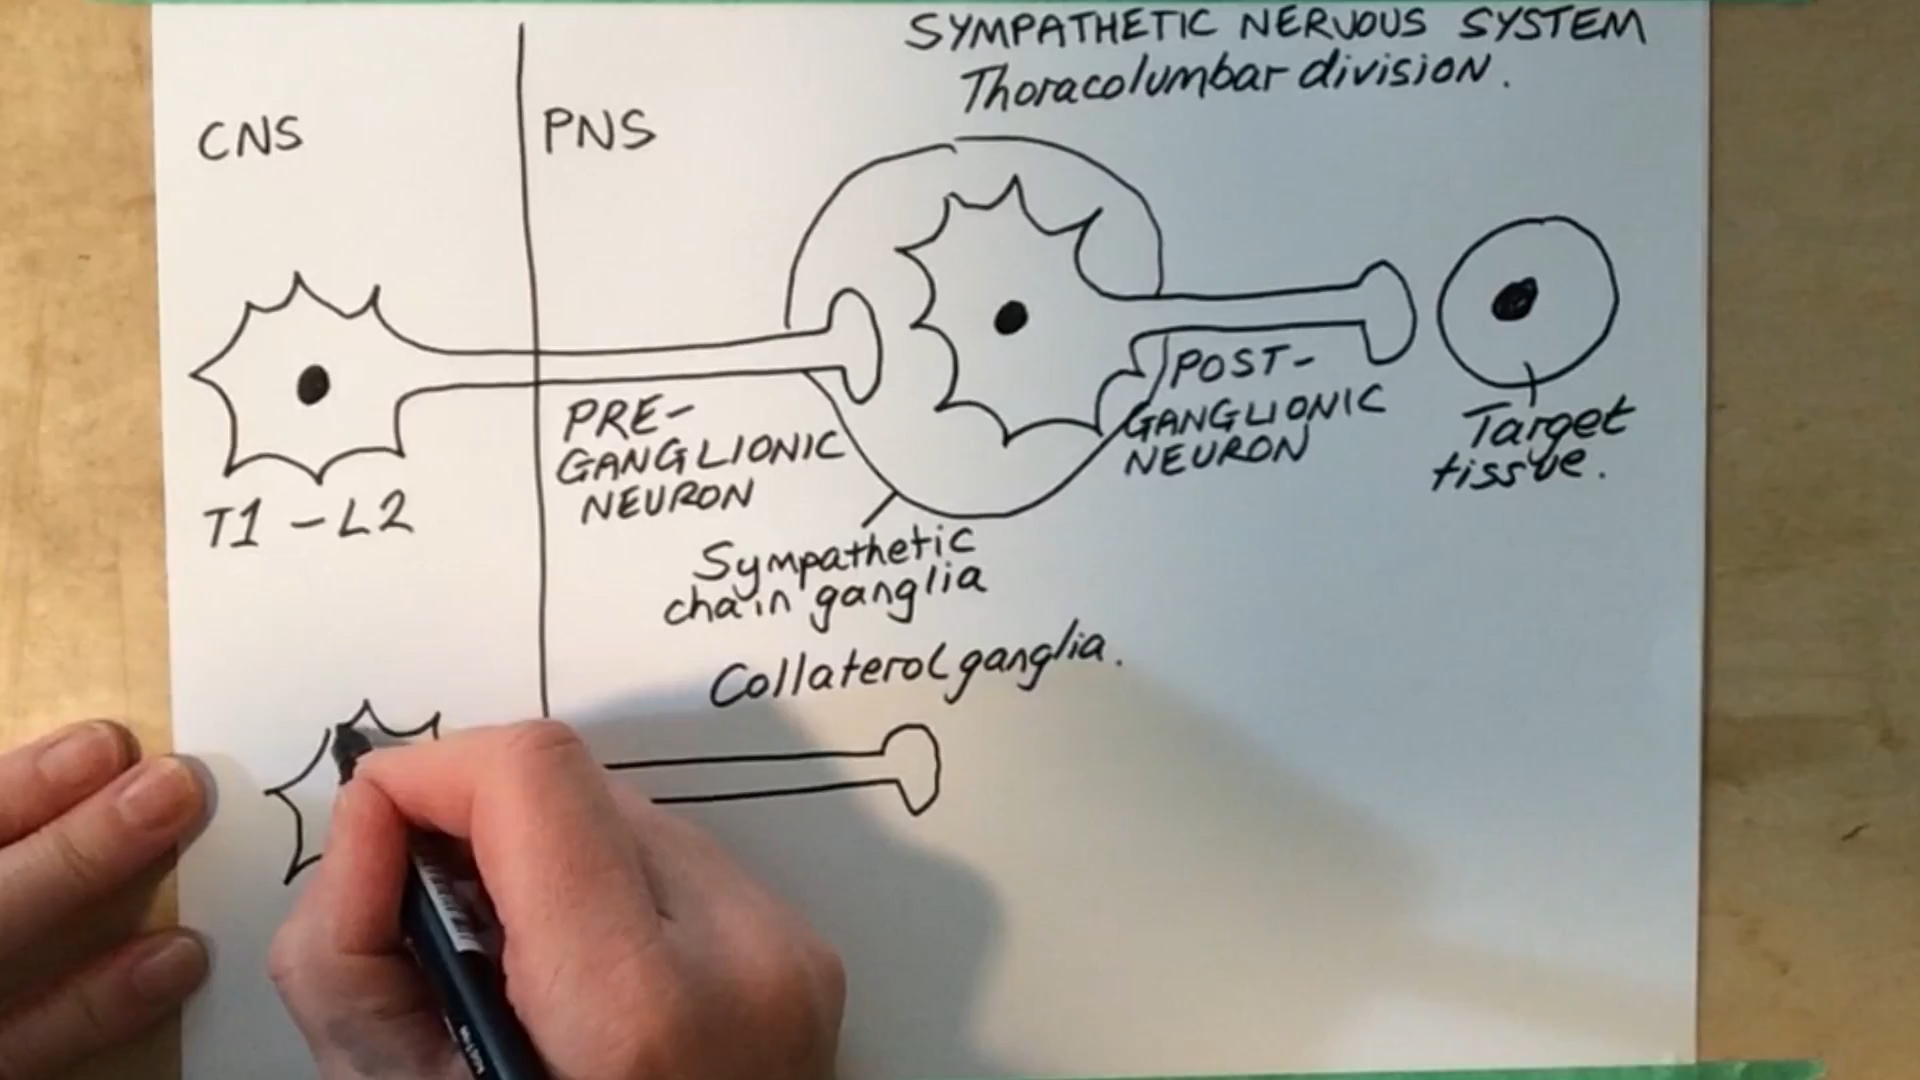 SYMPATHETIC NERVOUS SYSTEM
Thoracolumbar division.
CNS
PNS
PRE-
GANGLIONIC
NEURON
POST-
GANGLIONIC
NEURON
Target
tissue.
T1 - L2
Sympathetic
chain ganglia
Collateral ganglia.